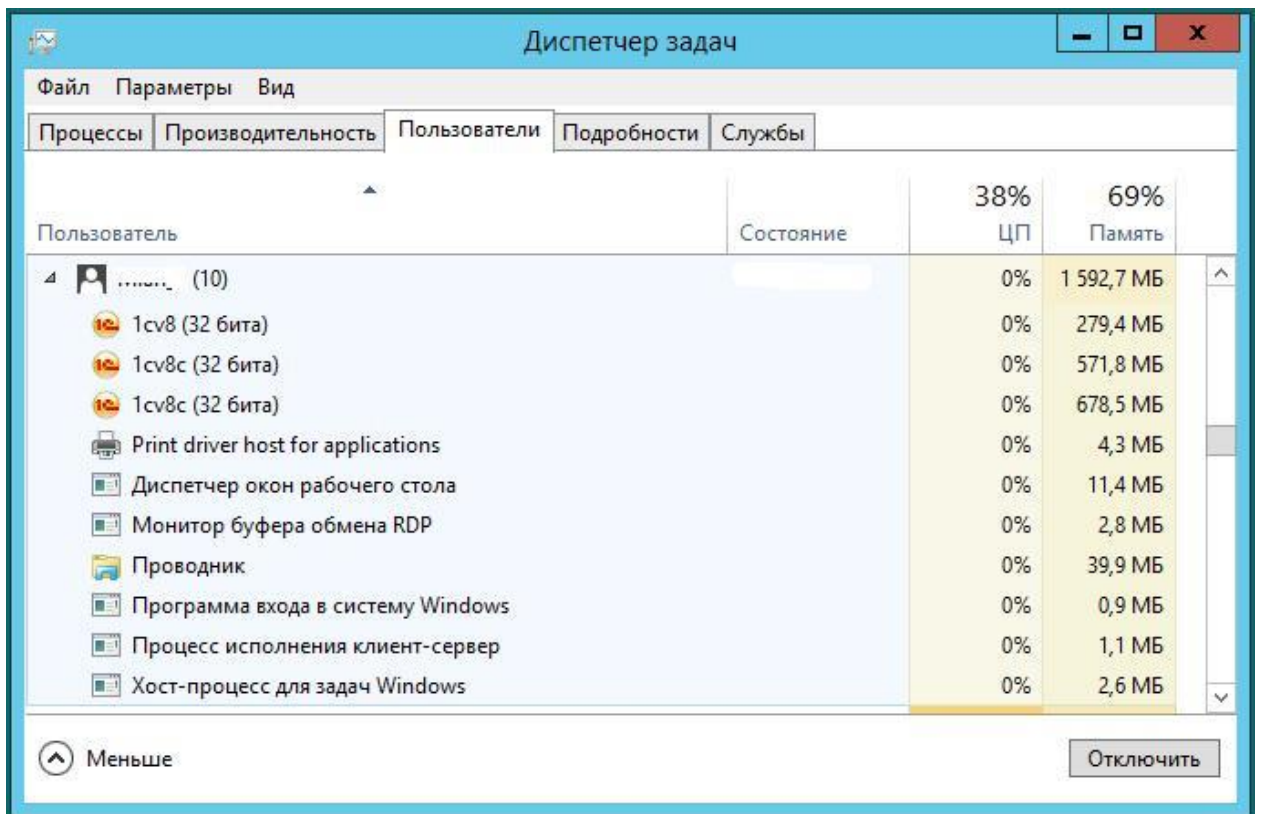 Диспетчер задач
Файл Параметры Вид
Процессы Производительность Пользователи Подробности Службы
38% 69%
Пользователь Состояние ЦП Память
(10) 0% 1 592,7 МБ
1cv8 (32 бита) 0% 279,4 МБ
1cv8c (32 бита) 0% 571,8 МБ
1cv8c (32 бита) 0% 678,5 МБ
Print driver host for applications 0% 4,3 МБ
Диспетчер окон рабочего стола 0% 11,4 МБ
Монитор буфера обмена RDP 0% 2,8 МБ
Проводник 0% 39,9 МБ
Программа входа в систему Windows 0% 0,9 МБ
Процесс исполнения клиент-сервер 0% 1,1 МБ
Хост-процесс для задач Windows 0% 2,6 МБ
Меньше Отключить